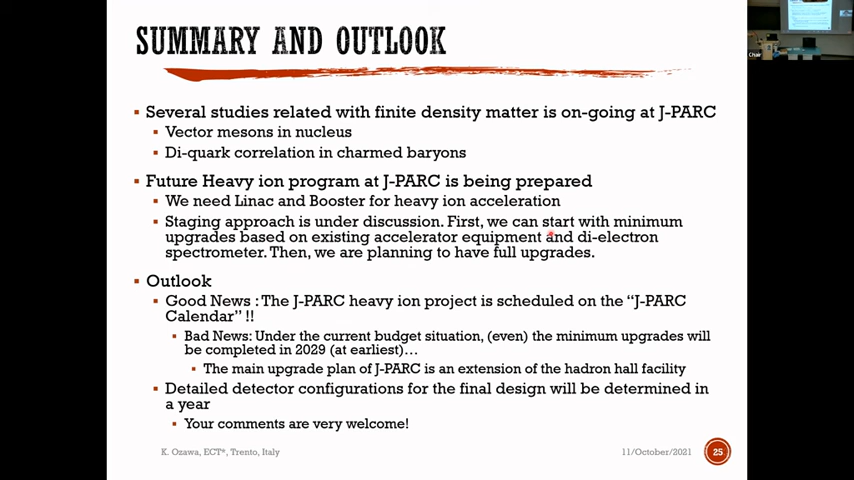 SUMMARY AND OUTLOOK
▪ Several studies related with finite density matter is on-going at J-PARC
▪ Vector mesons in nucleus
▪ Di-quark correlation in charmed baryons
▪ Future Heavy ion program at J-PARC is being prepared
▪ We need Linac and Booster for heavy ion acceleration
▪ Staging approach is under discussion. First, we can start with minimum
upgrades based on existing accelerator equipment and di-electron
spectrometer. Then, we are planning to have full upgrades.
▪ Outlook
▪ Good News : The J-PARC heavy ion project is scheduled on the “J-PARC
Calendar” !!
▪ Bad News: Under the current budget situation, (even) the minimum upgrades will
be completed in 2029 (at earliest)…
▪ The main upgrade plan of J-PARC is an extension of the hadron hall facility
▪ Detailed detector configurations for the final design will be determined in
a year
▪ Your comments are very welcome!
K. Ozawa, ECT*, Trento, Italy
11/October/2021
25
Chair